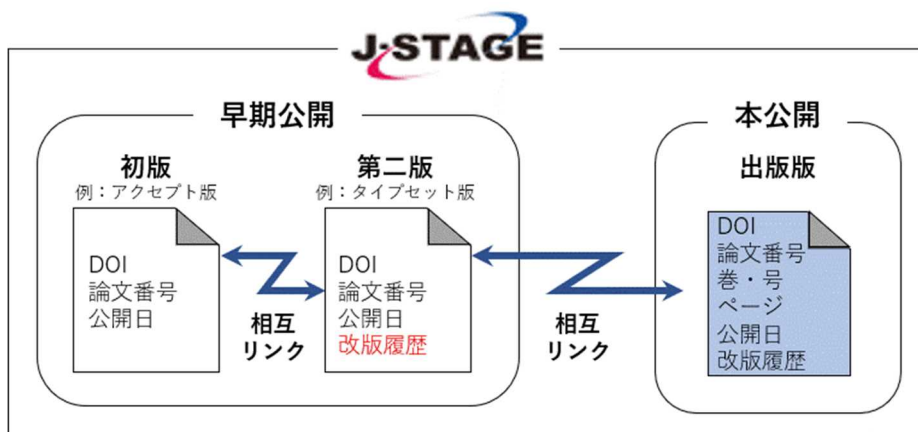 J-STAGE
早期公開
初版
例：アクセプト版
DOI
論文番号
公開日
相互
リンク
第二版
例：タイプセット版
DOI
論文番号
公開日
改版履歴
相互
リンク
本公開
出版版
DOI
論文番号
巻・号
ページ
公開日
改版履歴